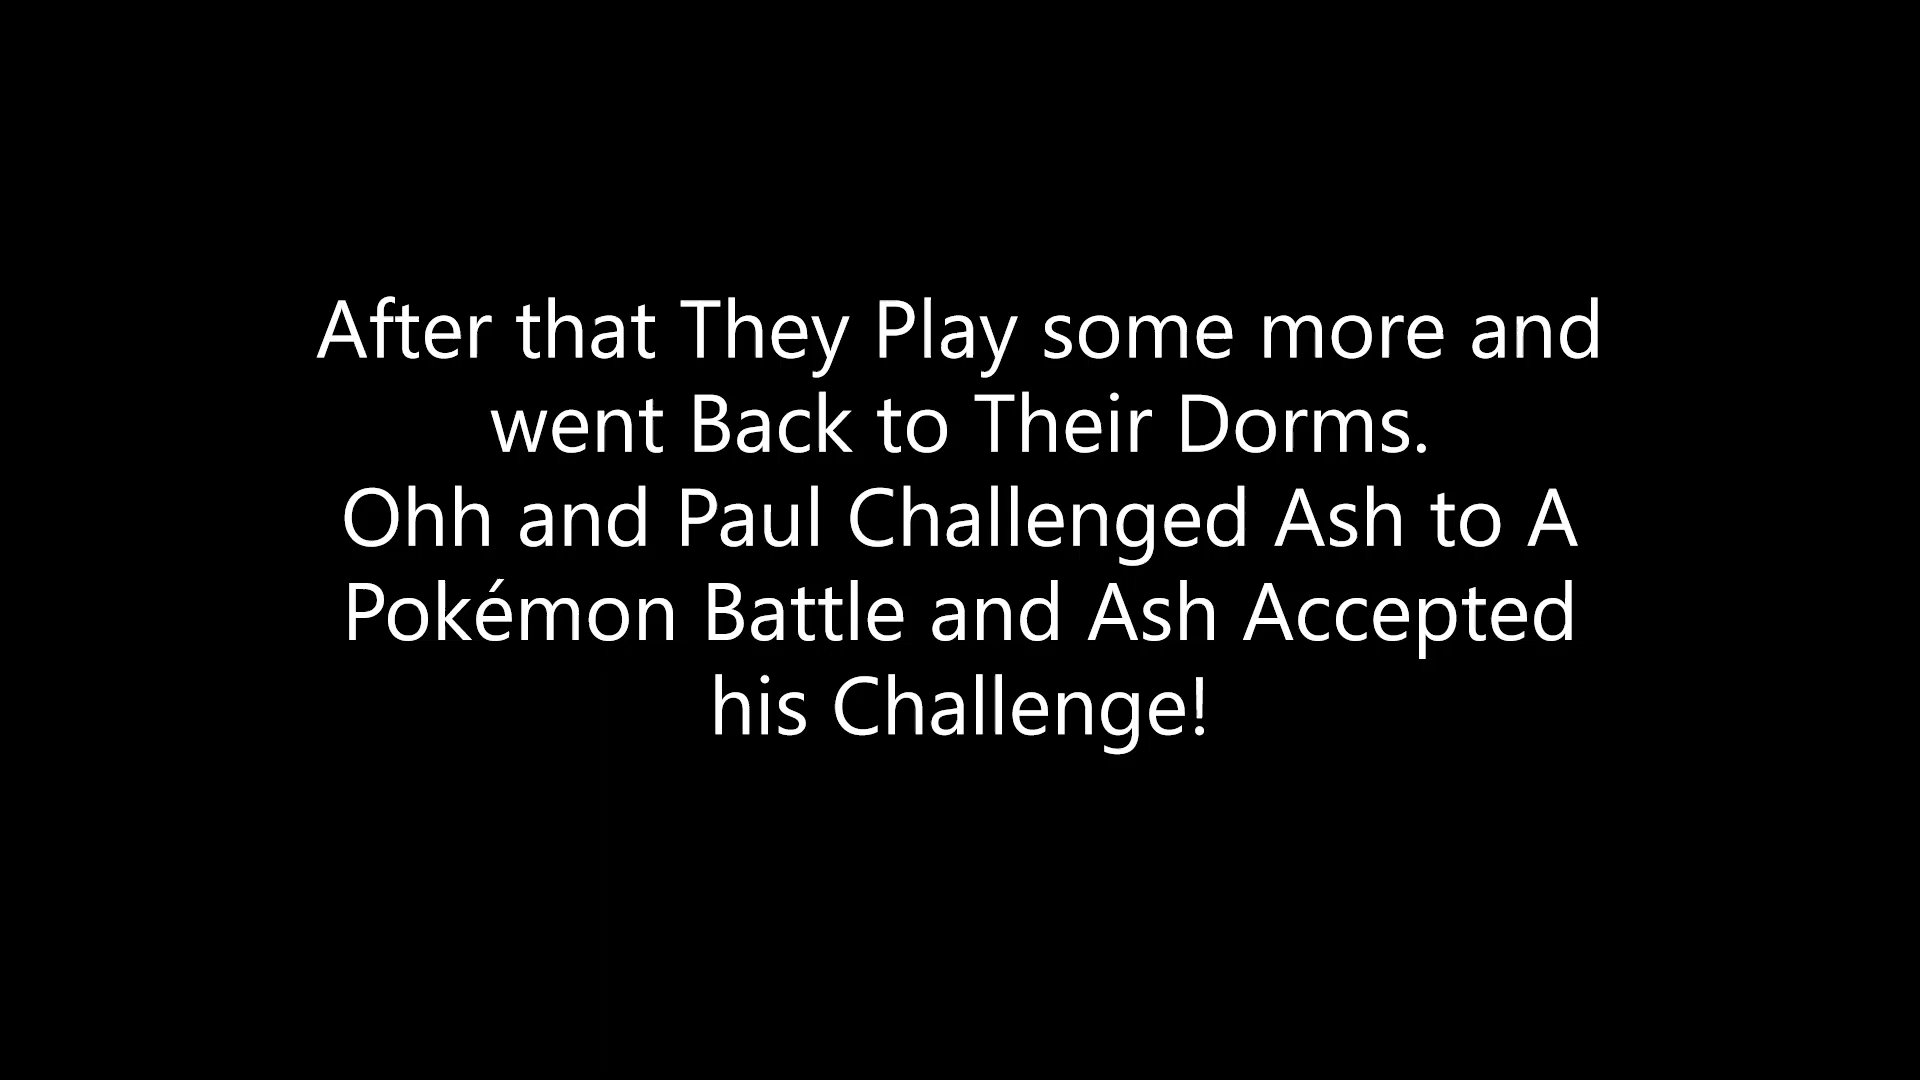 After that They Play some more and
went Back to Their Dorms.
Ohh and Paul Challenged Ash to A
Pokémon Battle and Ash Accepted
his Challenge!